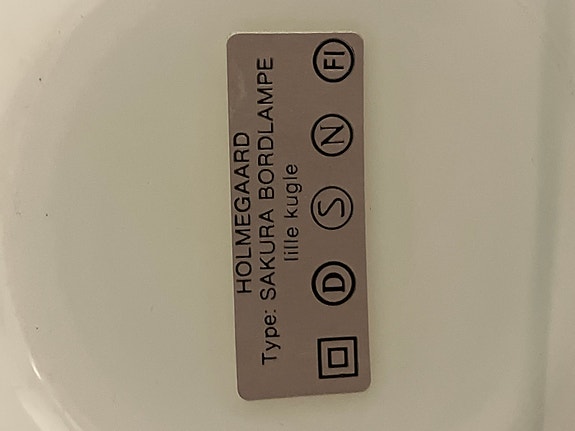 HOLMEGAARD
Type: SAKURA BORDLAMPE
lille kugle
D S N FI